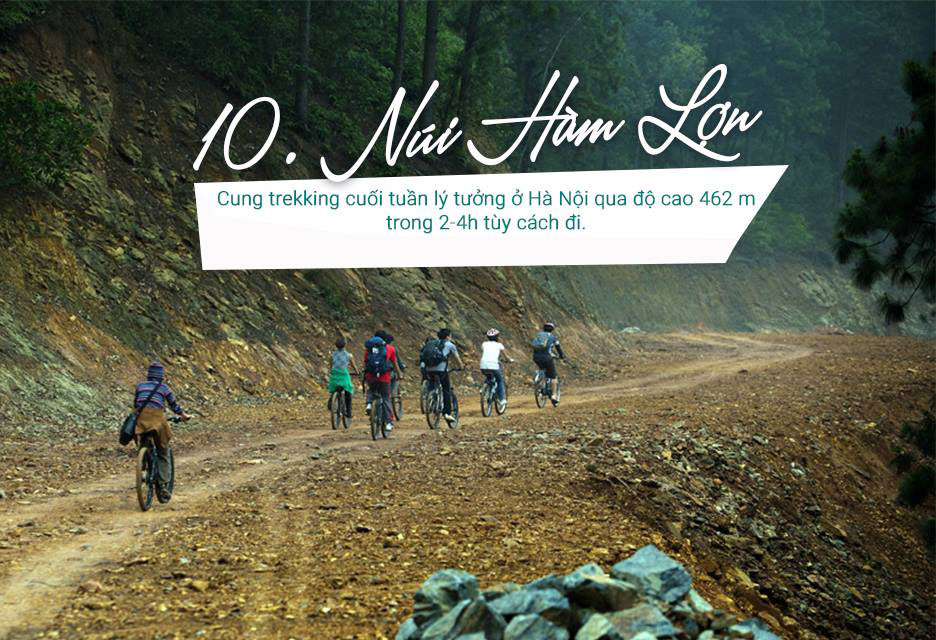 10. Núi Hàm Lợn
Cung trekking cuối tuần lý tưởng ở Hà Nội qua độ cao 462 m
trong 2-4h tùy cách đi.